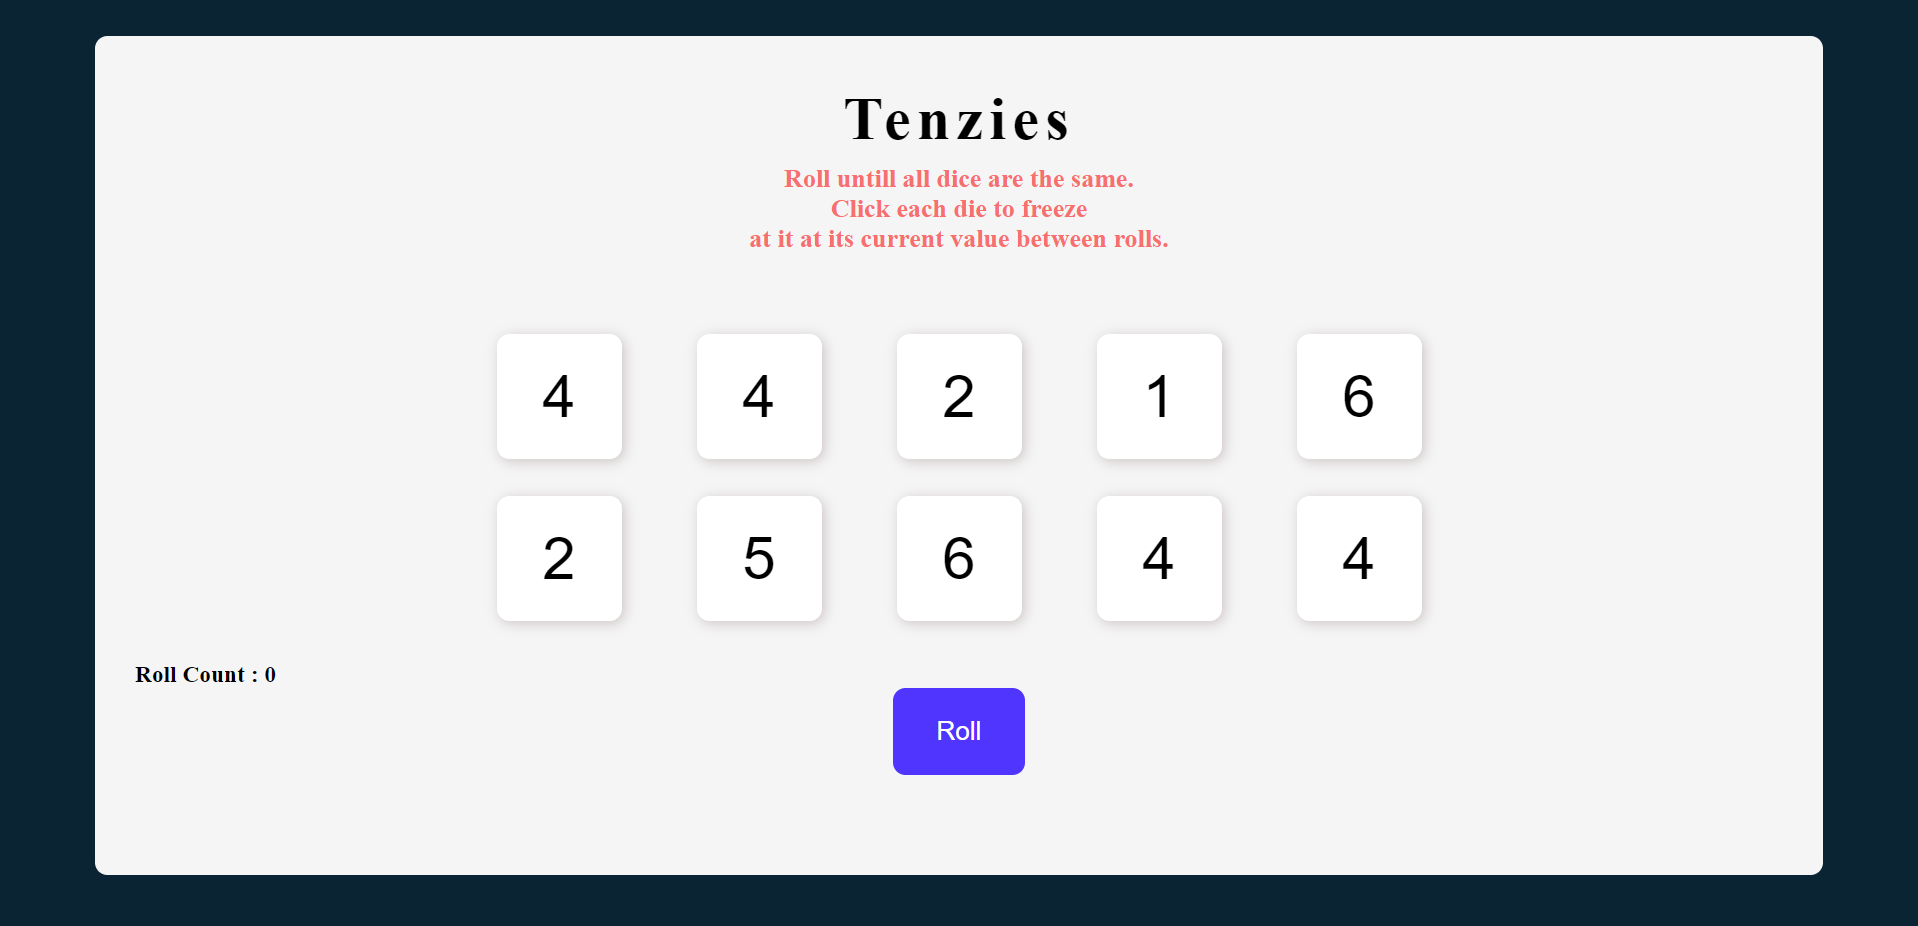 Tenzies
Roll untill all dice are the same.
Click each die to freeze
at it at its current value between rolls.
4 4 2 1 6
2 5 6 4 4
Roll Count : 0
Roll